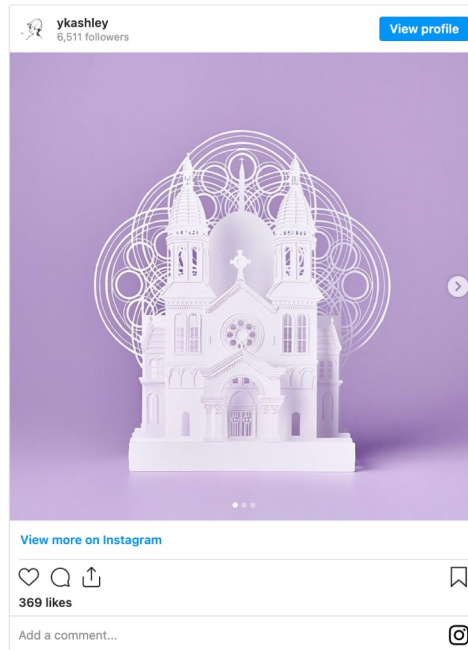 ykashley
6,511 followers
View profile
View more on Instagram
369 likes
Add a comment...